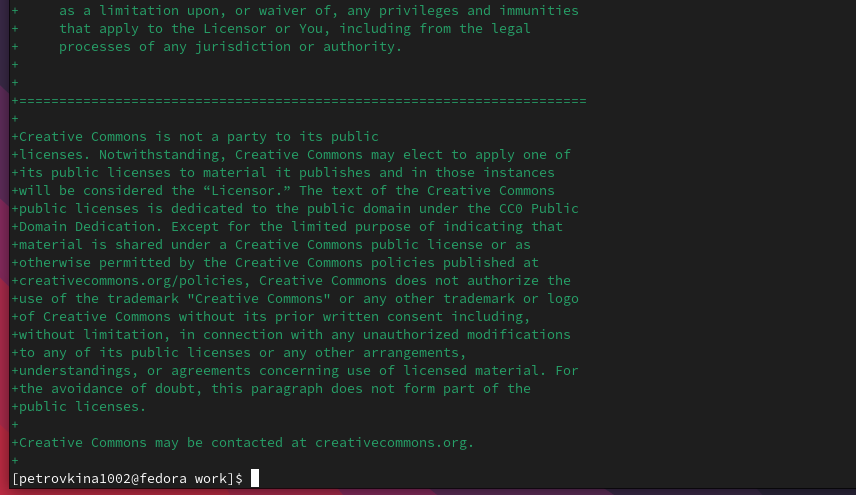 +     as a limitation upon, or waiver of, any privileges and immunities
+     that apply to the Licensor or You, including from the legal
+     processes of any jurisdiction or authority.
+
+
+=======================================================================
+
+Creative Commons is not a party to its public
+licenses. Notwithstanding, Creative Commons may elect to apply one of
+its public licenses to material it publishes and in those instances
+will be considered the “Licensor.” The text of the Creative Commons
+public licenses is dedicated to the public domain under the CC0 Public
+Domain Dedication. Except for the limited purpose of indicating that
+material is shared under a Creative Commons public license or as
+otherwise permitted by the Creative Commons policies published at
+creativecommons.org/policies, Creative Commons does not authorize the
+use of the trademark "Creative Commons" or any other trademark or logo
+of Creative Commons without its prior written consent including,
+without limitation, in connection with any unauthorized modifications
+to any of its public licenses or any other arrangements,
+understandings, or agreements concerning use of licensed material. For
+the avoidance of doubt, this paragraph does not form part of the
+public licenses.
+
+Creative Commons may be contacted at creativecommons.org.
+
[petrovkina1002@fedora work]$